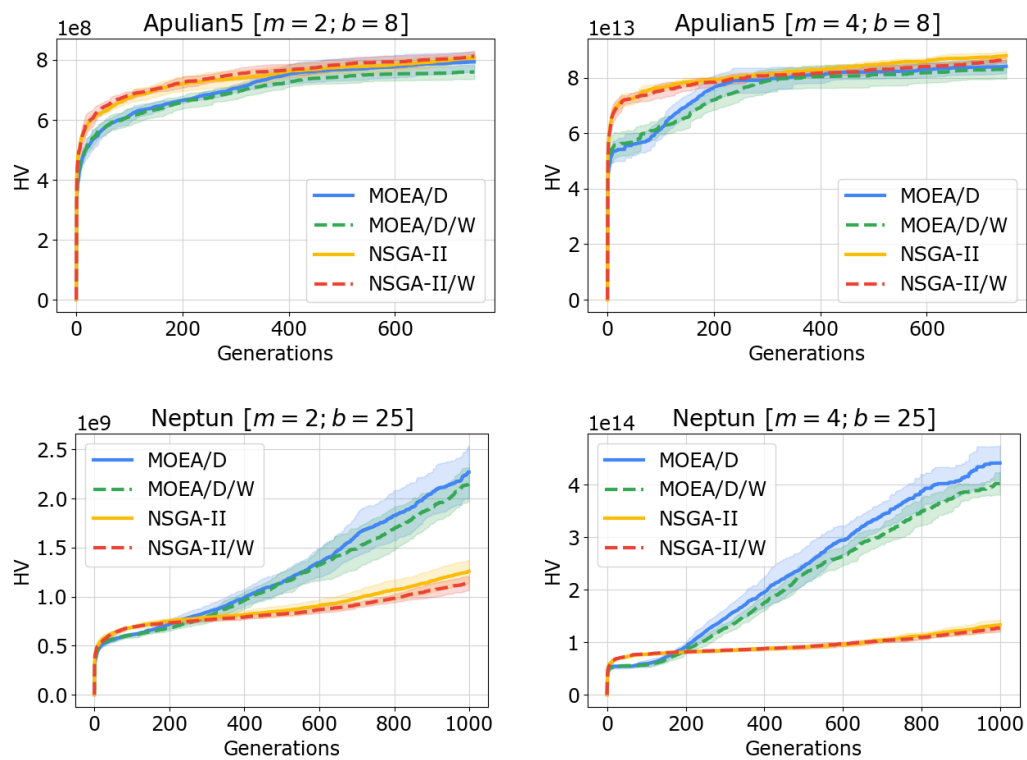 Apulian5 [m = 2; b = 8]
1e8
HV
8
6
4
2
0
MOEA/D
MOEA/D/W
NSGA-II
NSGA-II/W
0 200 400 600
Generations
Apulian5 [m = 4; b = 8]
1e13
HV
8
6
4
2
0
MOEA/D
MOEA/D/W
NSGA-II
NSGA-II/W
0 200 400 600
Generations
Neptun [m = 2; b = 25]
1e9
HV
2.5
2.0
1.5
1.0
0.5
0.0
MOEA/D
MOEA/D/W
NSGA-II
NSGA-II/W
0 200 400 600 800 1000
Generations
Neptun [m = 4; b = 25]
1e14
HV
4
3
2
1
0
MOEA/D
MOEA/D/W
NSGA-II
NSGA-II/W
0 200 400 600 800 1000
Generations